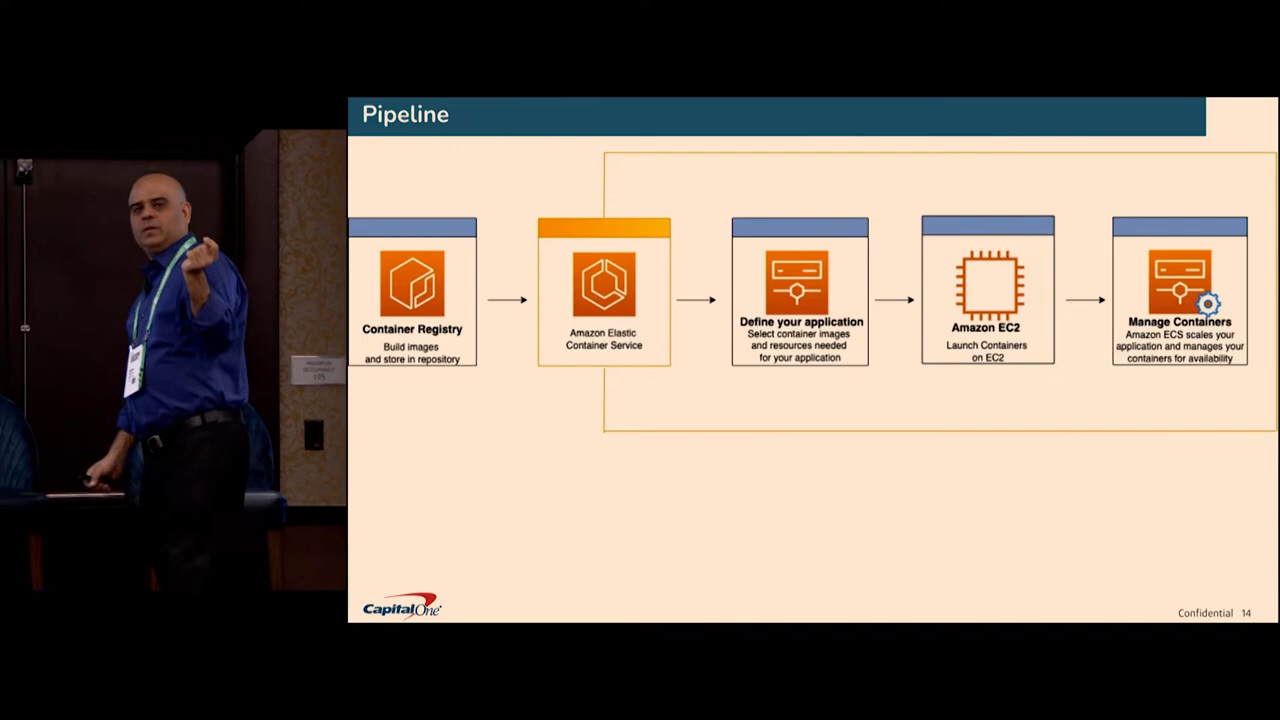 Pipeline
Container Registry
Build images
and store in repository
Amazon Elastic
Container Service
Define your application
Select container images
and resources needed
for your application
Amazon EC2
Launch Containers
on EC2
Manage Containers
Amazon ECS scales your
application and manages your
containers for availability
195
CapitalOne
Confidential 14